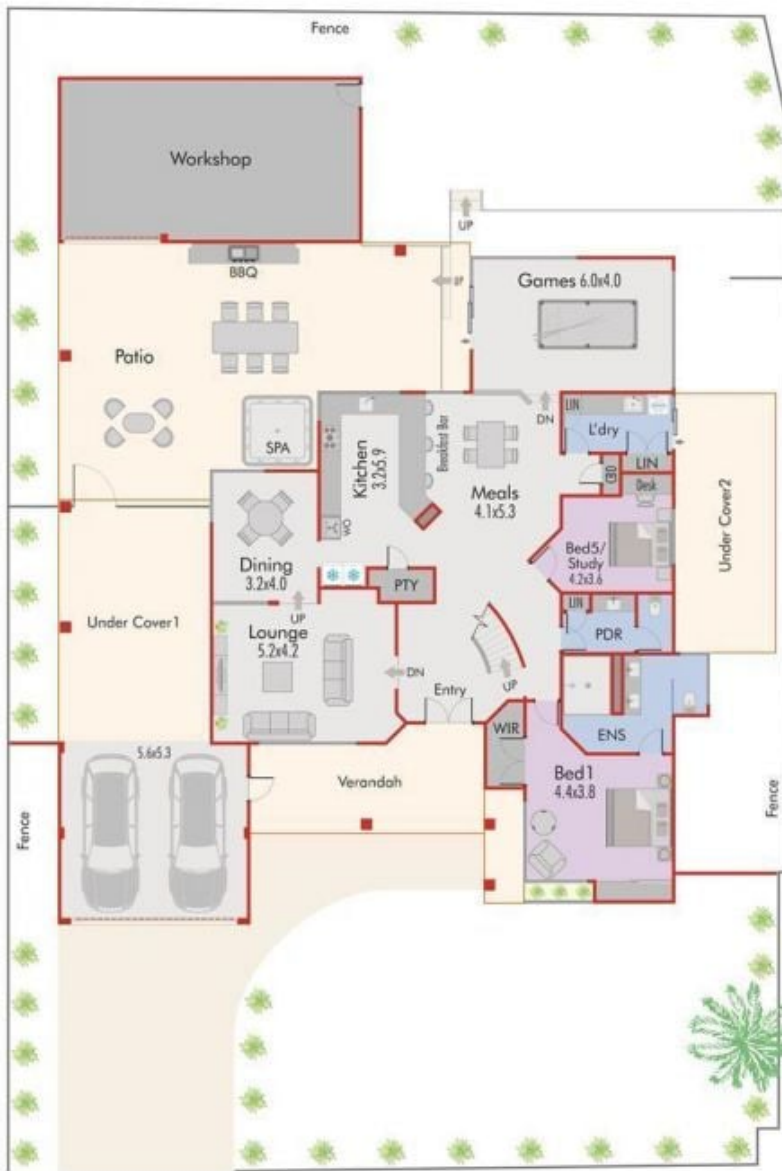 Fence
Workshop
UP
BBQ
UP
Games 6.0x4.0
Patio
SPA
Kitchen
3.2x5.9
Breakfast Bar
DN
LIN
L'dry
LIN
CBD
Desk
Meals
4.1x5.3
WO
Bed5/
Study
4.2x3.6
Under Cover2
Dining
3.2x4.0
PTY
Under Cover1
UP
Lounge
5.2x4.2
LIN
PDR
DN
UP
Entry
WIR
ENS
5.6x5.3
Verandah
Bed1
4.4x3.8
Fence
Fence